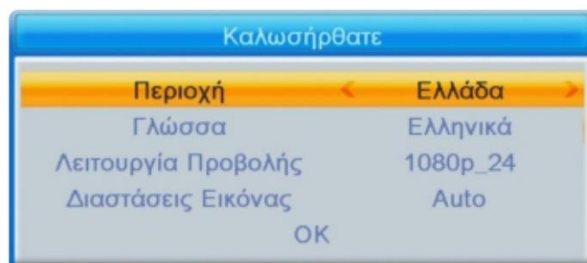 Καλωσήρθατε
Περιοχή < Ελλάδα >
Γλώσσα Ελληνικά
Λειτουργία Προβολής 1080p_24
Διαστάσεις Εικόνας Auto
OK